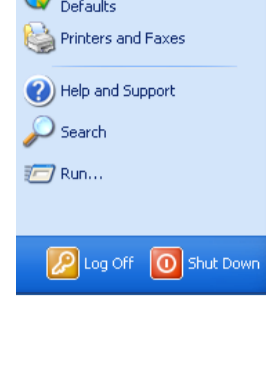 Defaults
Printers and Faxes
Help and Support
Search
Run...
Log Off
Shut Down